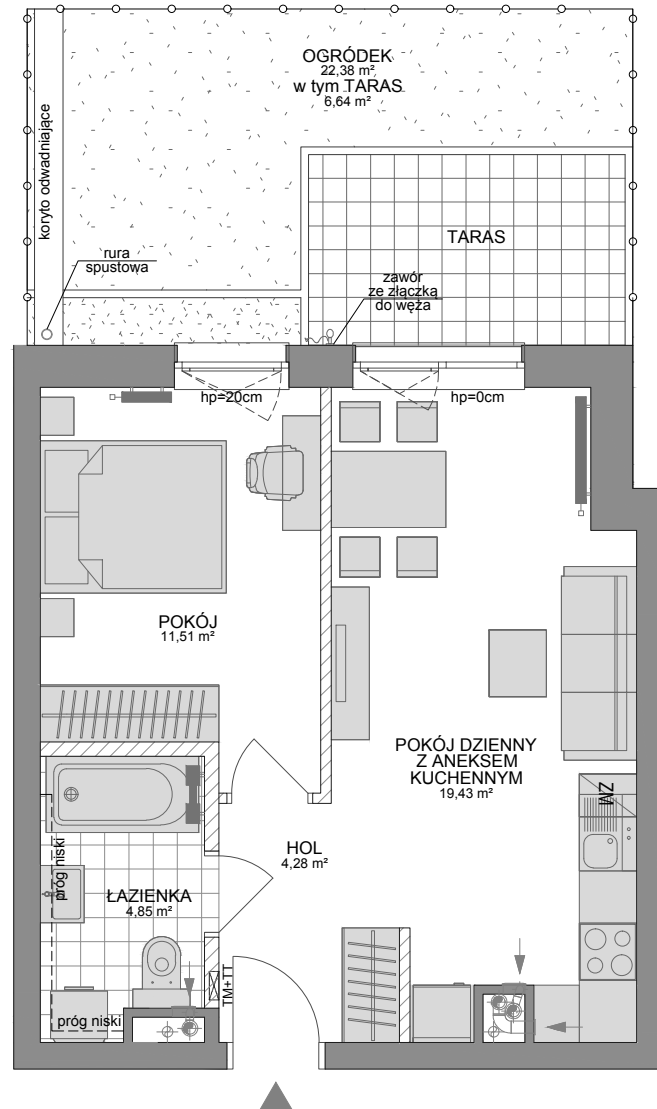 OGRÓDEK
22,38 m²
w tym TARAS
6,64 m²
koryto odwadniające
TARAS
rura
spustowa
zawór
ze złączką
do węża
hp=20cm
hp=0cm
POKÓJ
11,51 m²
POKÓJ DZIENNY
Z ANEKSEM
KUCHENNYM
19,43 m²
ZM
HOL
4,28 m²
próg niski
ŁAZIENKA
4,85 m²
TM+TT
próg niski